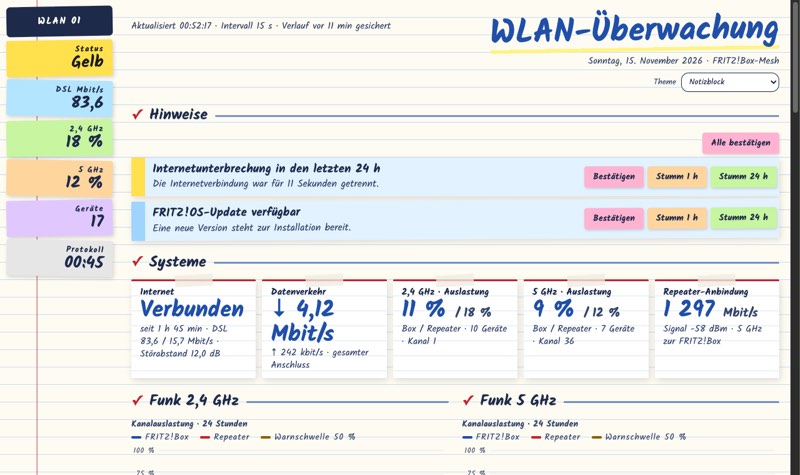 WLAN 01
Status
Gelb
DSL Mbit/s
83,6
2,4 GHz
18 %
5 GHz
12 %
Geräte
17
Protokoll
00:45
Aktualisiert 00:52:17 · Intervall 15 s · Verlauf vor 11 min gesichert
WLAN-Überwachung
Sonntag, 15. November 2026 · FRITZ!Box-Mesh
Theme Notizblock
✓ Hinweise
Alle bestätigen
Internetunterbrechung in den letzten 24 h
Die Internetverbindung war für 11 Sekunden getrennt.
Bestätigen Stumm 1 h Stumm 24 h
FRITZ!OS-Update verfügbar
Eine neue Version steht zur Installation bereit.
Bestätigen Stumm 1 h Stumm 24 h
✓ Systeme
Internet
Verbunden
seit 1 h 45 min · DSL
83,6 / 15,7 Mbit/s ·
Störabstand 12,0 dB
Datenverkehr
↓ 4,12
Mbit/s
↑ 242 kbit/s · gesamter
Anschluss
2,4 GHz · Auslastung
11 % / 18 %
Box / Repeater · 10 Geräte
· Kanal 1
5 GHz · Auslastung
9 % / 12 %
Box / Repeater · 7 Geräte
· Kanal 36
Repeater-Anbindung
1 297 Mbit/s
Signal -58 dBm · 5 GHz
zur FRITZ!Box
✓ Funk 2,4 GHz
Kanalauslastung · 24 Stunden
FRITZ!Box Repeater Warnschwelle 50 %
100 %
75 %
✓ Funk 5 GHz
Kanalauslastung · 24 Stunden
FRITZ!Box Repeater Warnschwelle 50 %
100 %
75 %